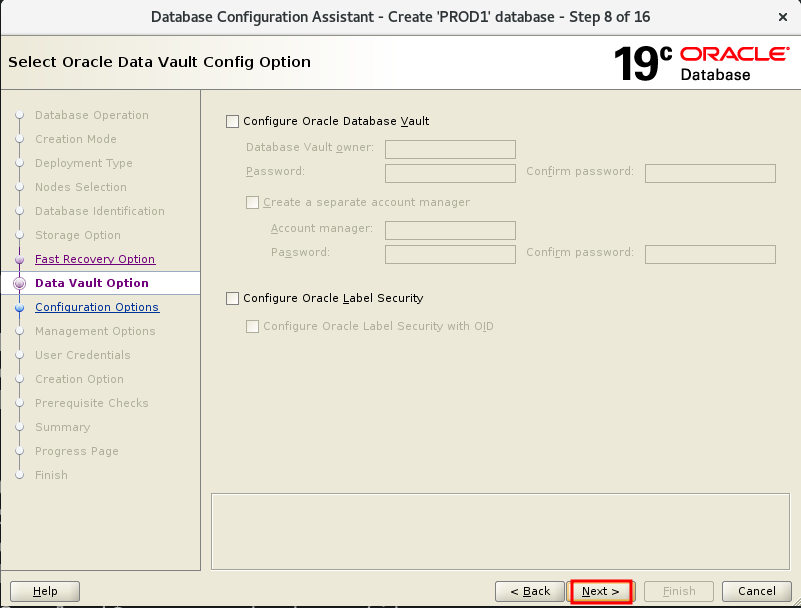 Database Configuration Assistant - Create 'PROD1' database - Step 8 of 16
Select Oracle Data Vault Config Option
19c ORACLE
Database
Database Operation
Creation Mode
Deployment Type
Nodes Selection
Database Identification
Storage Option
Fast Recovery Option
Data Vault Option
Configuration Options
Management Options
User Credentials
Creation Option
Prerequisite Checks
Summary
Progress Page
Finish
Configure Oracle Database Vault
Database Vault owner:
Password: Confirm password:
Create a separate account manager
Account manager:
Password: Confirm password:
Configure Oracle Label Security
Configure Oracle Label Security with OID
Help < Back Next > Finish Cancel